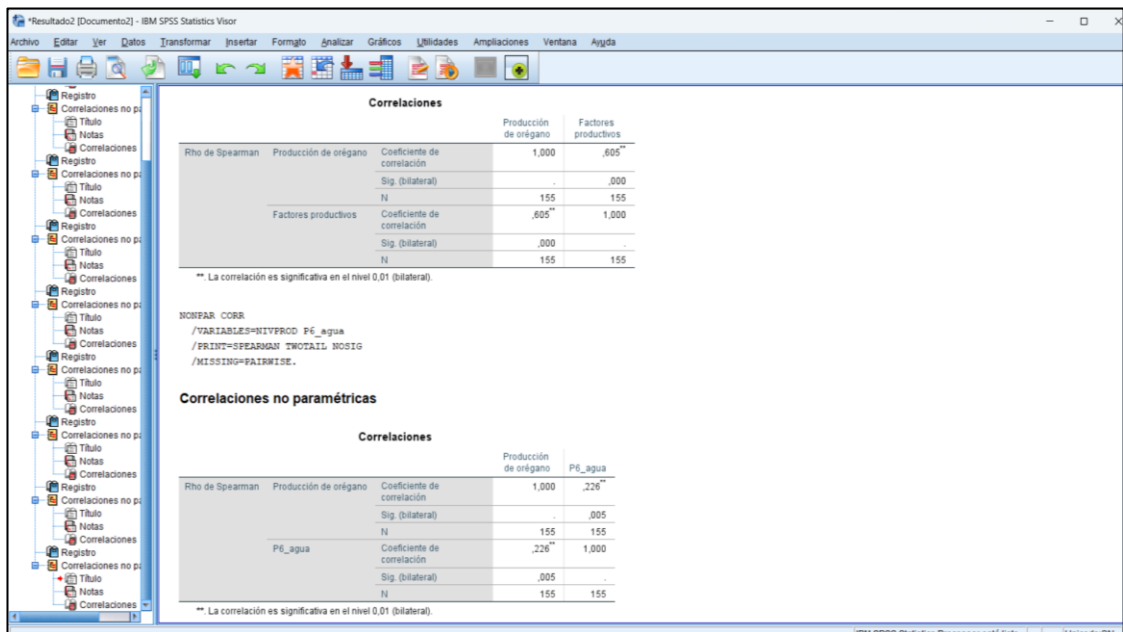 *Resultado2 [Documento2] - IBM SPSS Statistics Visor
Archivo Editar Ver Datos Transformar Insertar Formato Analizar Gráficos Utilidades Ampliaciones Ventana Ayuda
Registro
Correlaciones no pa
Título
Notas
Correlaciones
Registro
Correlaciones no pa
Título
Notas
Correlaciones
Registro
Correlaciones no pa
Título
Notas
Correlaciones
Registro
Correlaciones no pa
Título
Notas
Correlaciones
Registro
Correlaciones no pa
Título
Notas
Correlaciones
Registro
Correlaciones no pa
Título
Notas
Correlaciones
Registro
Correlaciones no pa
Título
Notas
Correlaciones
Registro
Correlaciones no pa
Título
Notas
Correlaciones
Correlaciones
Producción de orégano Factores productivos
Rho de Spearman Producción de orégano Coeficiente de correlación 1,000 ,605**
Sig. (bilateral) . ,000
N 155 155
Factores productivos Coeficiente de correlación ,605** 1,000
Sig. (bilateral) ,000 .
N 155 155
**. La correlación es significativa en el nivel 0,01 (bilateral).
NONPAR CORR
/VARIABLES=NIVPROD P6_agua
/PRINT=SPEARMAN TWOTAIL NOSIG
/MISSING=PAIRWISE.
Correlaciones no paramétricas
Correlaciones
Producción de orégano P6_agua
Rho de Spearman Producción de orégano Coeficiente de correlación 1,000 ,226**
Sig. (bilateral) . ,005
N 155 155
P6_agua Coeficiente de correlación ,226** 1,000
Sig. (bilateral) ,005 .
N 155 155
**. La correlación es significativa en el nivel 0,01 (bilateral).